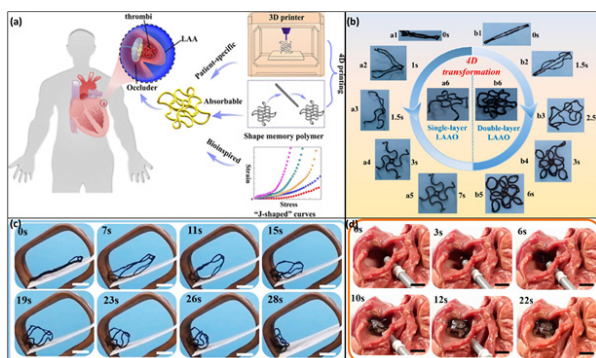 (a)
thrombi
LAA
Occluder
Patient-specific
Absorbable
Bioinspired
3D printer
4D printing
Shape memory polymer
Strain
Stress
"J-shaped" curves
(b)
a1
0s
b1
0s
a2
1s
b2
1.5s
4D
transformation
a3
1.5s
a6
b6
b3
2.5s
Single-layer
LAAO
Double-layer
LAAO
a4
3s
b4
3s
a5
7s
b5
6s
(c)
0s
7s
11s
15s
19s
23s
26s
28s
(d)
0s
3s
6s
10s
12s
22s